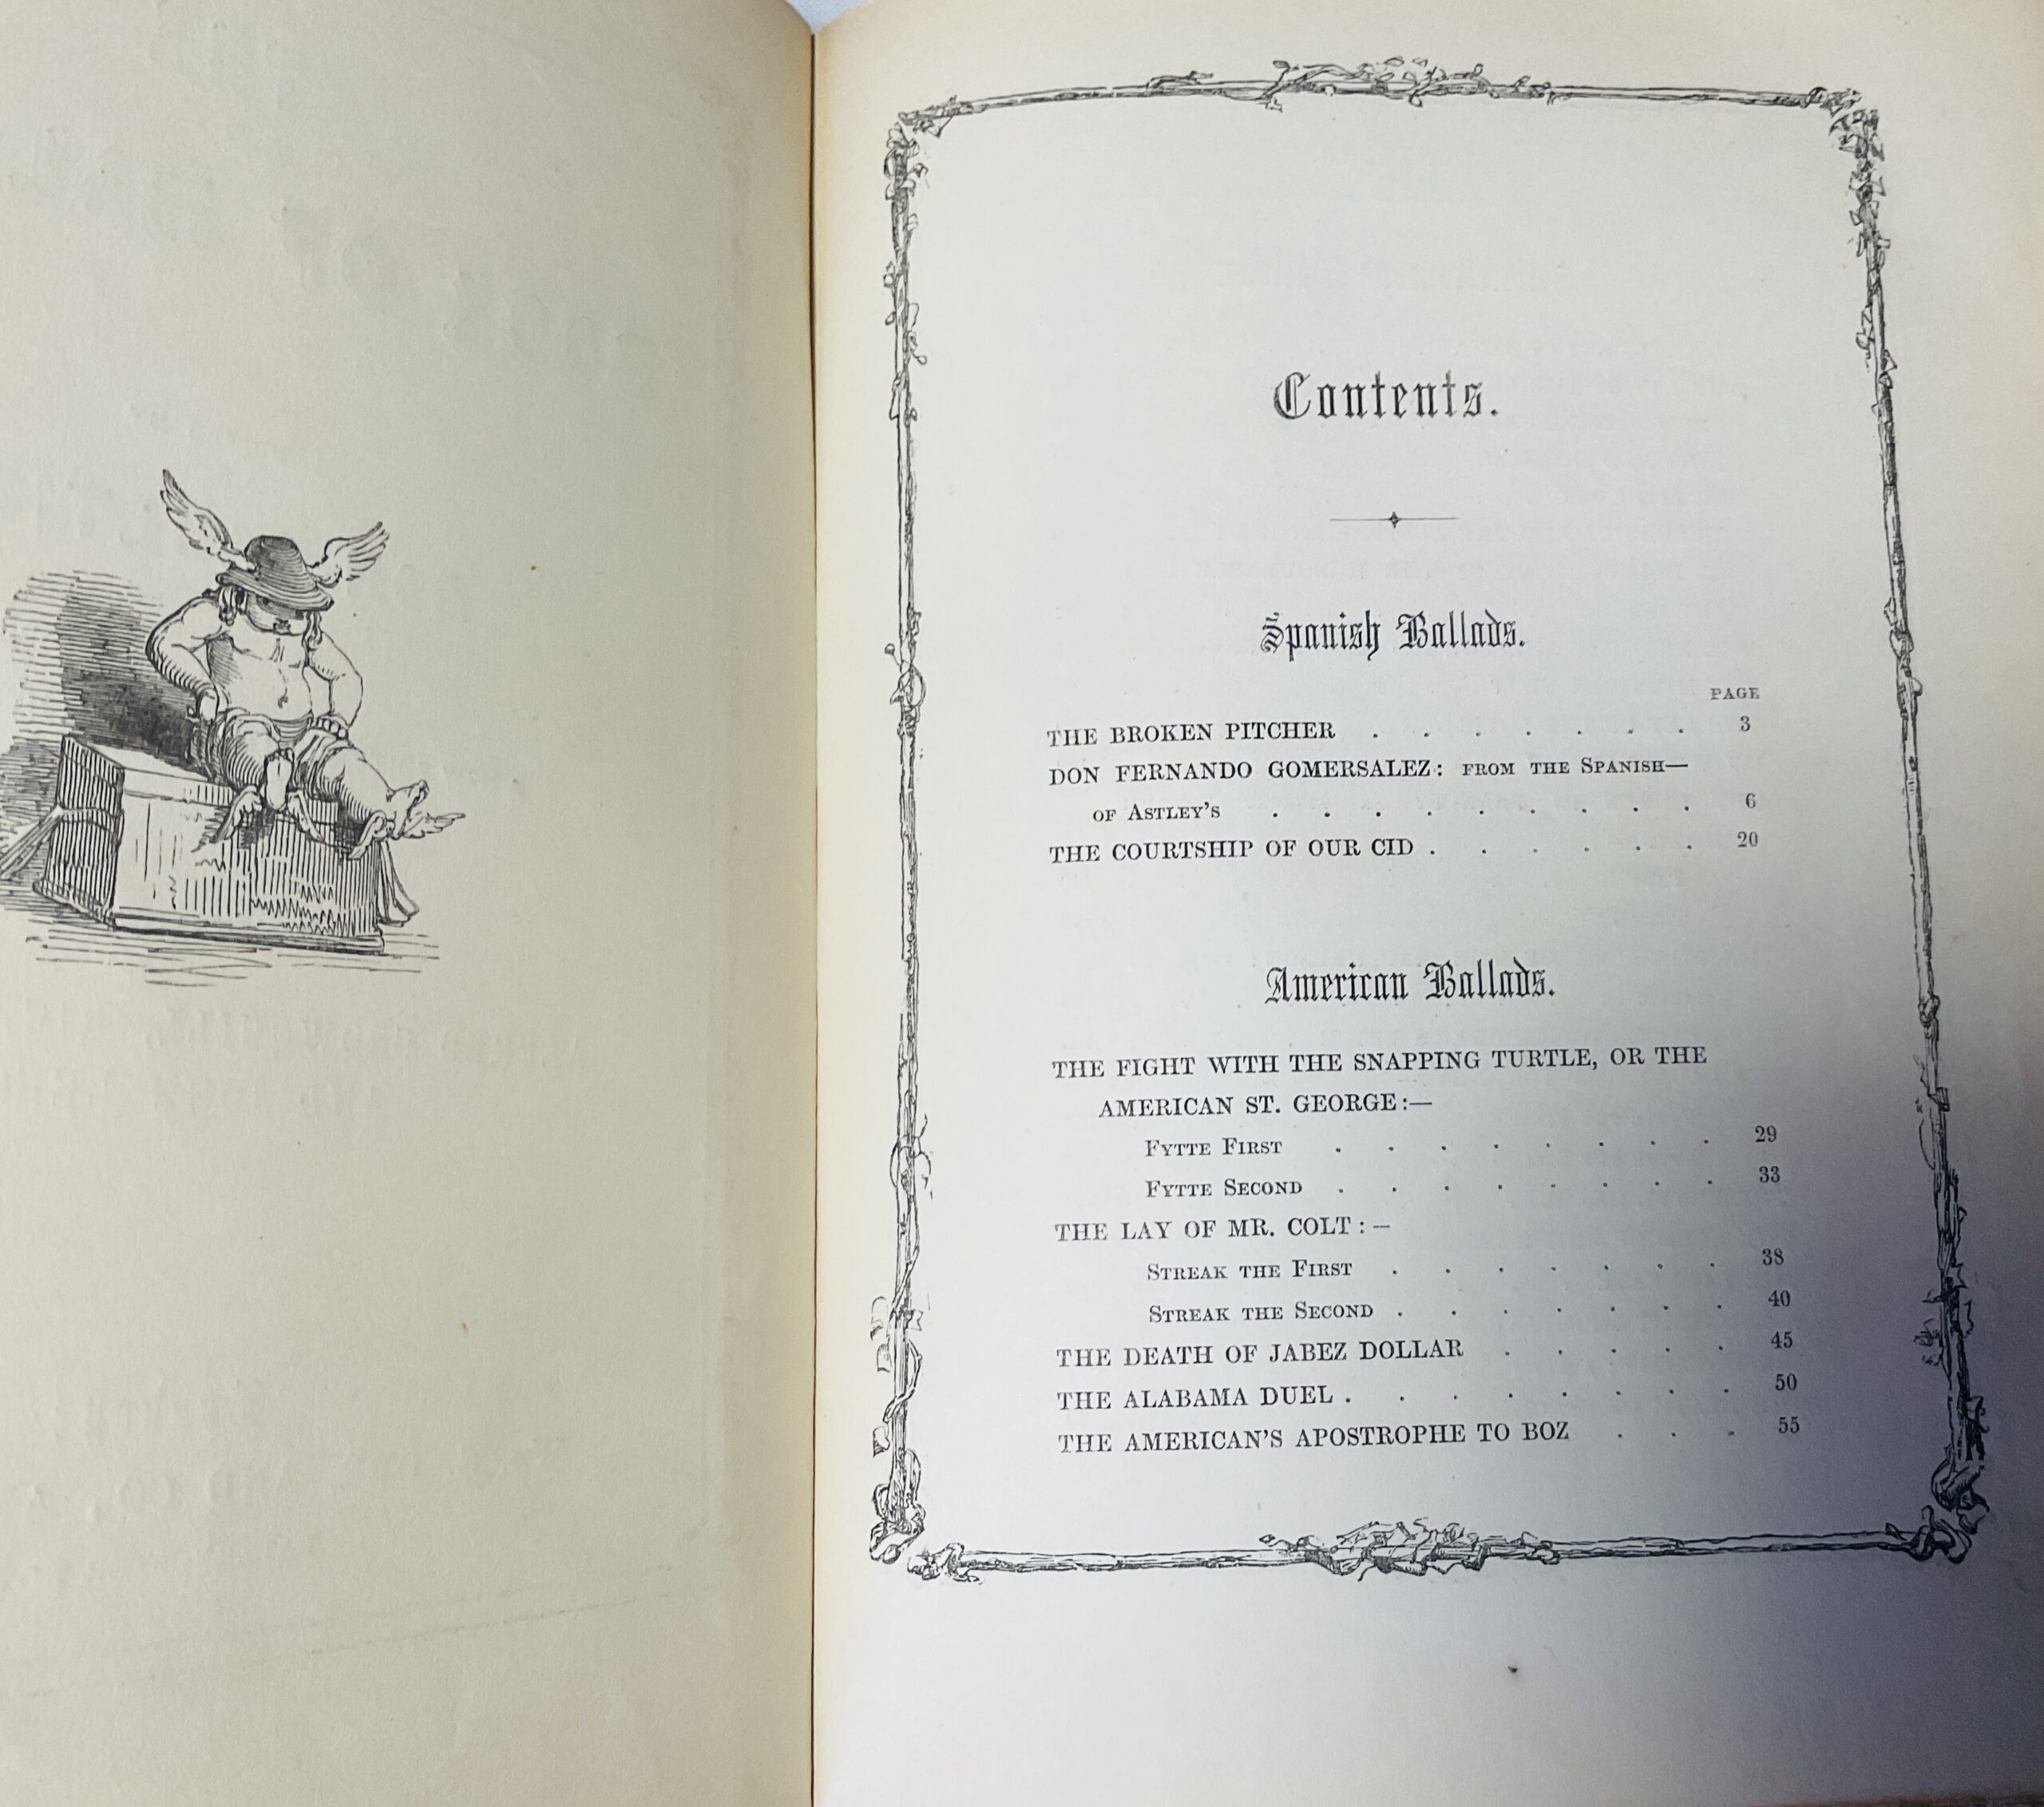 Contents.
Spanish Ballads.
PAGE
THE BROKEN PITCHER . . . . . . . 3
DON FERNANDO GOMERSALEZ: FROM THE SPANISH—
OF ASTLEY'S . . . . . . . . . 6
THE COURTSHIP OF OUR CID . . . . . . 20
American Ballads.
THE FIGHT WITH THE SNAPPING TURTLE, OR THE
AMERICAN ST. GEORGE:—
FYTTE FIRST . . . . . . . . 29
FYTTE SECOND . . . . . . . . 33
THE LAY OF MR. COLT:—
STREAK THE FIRST . . . . . . . 38
STREAK THE SECOND . . . . . . . 40
THE DEATH OF JABEZ DOLLAR . . . . . 45
THE ALABAMA DUEL . . . . . . . . 50
THE AMERICAN'S APOSTROPHE TO BOZ . . . 55